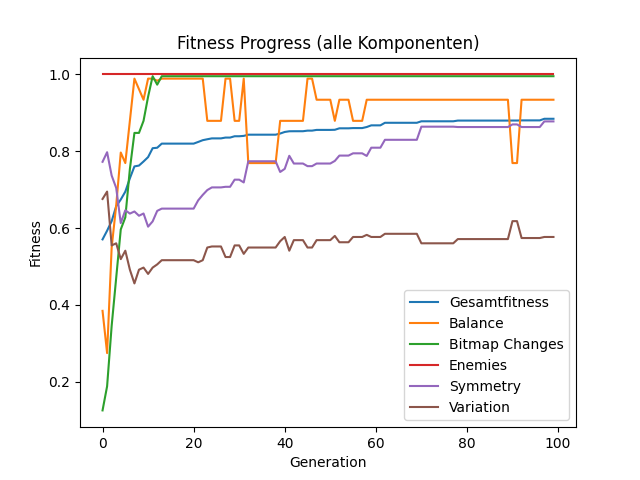 Fitness Progress (alle Komponenten)
1.0
0.8
0.6
0.4
0.2
Fitness
0 20 40 60 80 100
Generation
Gesamtfitness
Balance
Bitmap Changes
Enemies
Symmetry
Variation